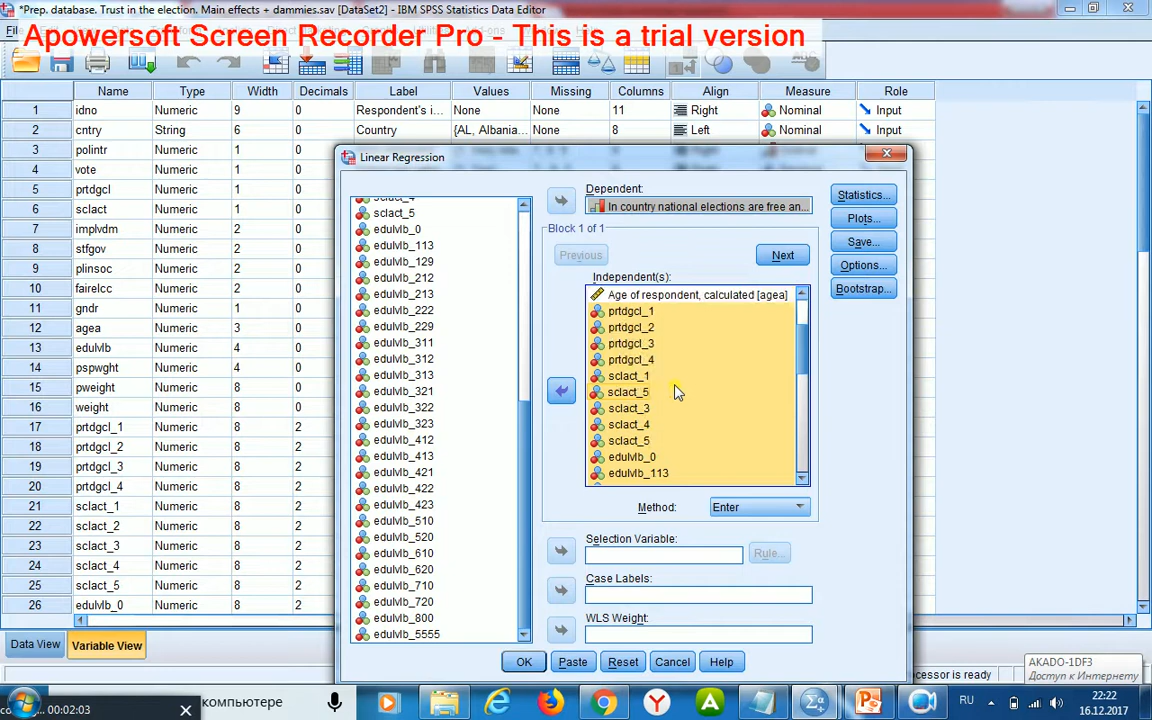 *Prep. database. Trust in the election. Main effects + dammies.sav [DataSet2] - IBM SPSS Statistics Data Editor
Apowersoft Screen Recorder Pro - This is a trial version
Name Type Width Decimals Label Values Missing Columns Align Measure Role
1 idno Numeric 9 0 Respondent's i... None None 11 Right Nominal Input
2 cntry String 6 0 Country {AL, Albania... None 8 Left Nominal Input
3 polintr Numeric 1 0
4 vote Numeric 1 0
5 prtdgcl Numeric 1 0
6 sclact Numeric 1 0
7 implvdm Numeric 2 0
8 stfgov Numeric 2 0
9 plinsoc Numeric 2 0
10 fairelcc Numeric 2 0
11 gndr Numeric 1 0
12 agea Numeric 3 0
13 edulvlb Numeric 4 0
14 pspwght Numeric 4 0
15 pweight Numeric 8 0
16 weight Numeric 8 0
17 prtdgcl_1 Numeric 8 0
18 prtdgcl_2 Numeric 8 0
19 prtdgcl_3 Numeric 8 0
20 prtdgcl_4 Numeric 8 0
21 sclact_1 Numeric 8 0
22 sclact_2 Numeric 8 0
23 sclact_3 Numeric 8 0
24 sclact_4 Numeric 8 0
25 sclact_5 Numeric 8 0
26 edulvlb_0 Numeric 8 2
Linear Regression
sclact_4
sclact_5
edulvlb_0
edulvlb_113
edulvlb_129
edulvlb_212
edulvlb_213
edulvlb_222
edulvlb_229
edulvlb_311
edulvlb_312
edulvlb_313
edulvlb_321
edulvlb_322
edulvlb_323
edulvlb_412
edulvlb_413
edulvlb_421
edulvlb_422
edulvlb_423
edulvlb_510
edulvlb_520
edulvlb_610
edulvlb_620
edulvlb_710
edulvlb_720
edulvlb_800
edulvlb_5555
Dependent:
In country national elections are free an...
Block 1 of 1
Previous
Next
Independent(s):
Age of respondent, calculated [agea]
prtdgcl_1
prtdgcl_2
prtdgcl_3
prtdgcl_4
sclact_1
sclact_5
sclact_3
sclact_4
sclact_5
edulvlb_0
edulvlb_113
Method: Enter
Selection Variable:
Rule...
Case Labels:
WLS Weight:
Statistics...
Plots...
Save...
Options...
Bootstrap...
OK Paste Reset Cancel Help
Data View Variable View
ocessor is ready
AKADO-1DF3
Доступ к Интернету
компьютере
00:02:03
RU
22:22
16.12.2017